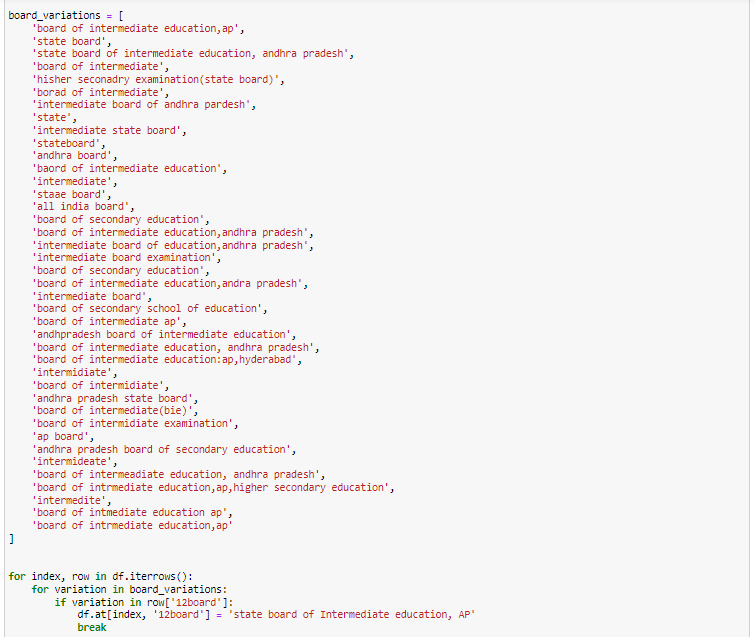 board_variations = [
    'board of intermediate education,ap',
    'state board',
    'state board of intermediate education, andhra pradesh',
    'board of intermediate',
    'hisher seconadry examination(state board)',
    'borad of intermediate',
    'intermediate board of andhra pardesh',
    'state',
    'intermediate state board',
    'stateboard',
    'andhra board',
    'baord of intermediate education',
    'intermediate',
    'staae board',
    'all india board',
    'board of secondary education',
    'board of intermediate education,andhra pradesh',
    'intermediate board of education,andhra pradesh',
    'intermediate board examination',
    'board of secondary education',
    'board of intermediate education,andra pradesh',
    'intermediate board',
    'board of secondary school of education',
    'board of intermediate ap',
    'andhpradesh board of intermediate education',
    'board of intermediate education, andhra pradesh',
    'board of intermediate education:ap,hyderabad',
    'intermidiate',
    'board of intermidiate',
    'andhra pradesh state board',
    'board of intermediate(bie)',
    'board of intermidiate examination',
    'ap board',
    'andhra pradesh board of secondary education',
    'intermideate',
    'board of intermeadiate education, andhra pradesh',
    'board of intrmediate education,ap,higher secondary education',
    'intermedite',
    'board of intmediate education ap',
    'board of intrmediate education,ap'
]
for index, row in df.iterrows():
    for variation in board_variations:
        if variation in row['12board']:
            df.at[index, '12board'] = 'state board of Intermediate education, AP'
            break